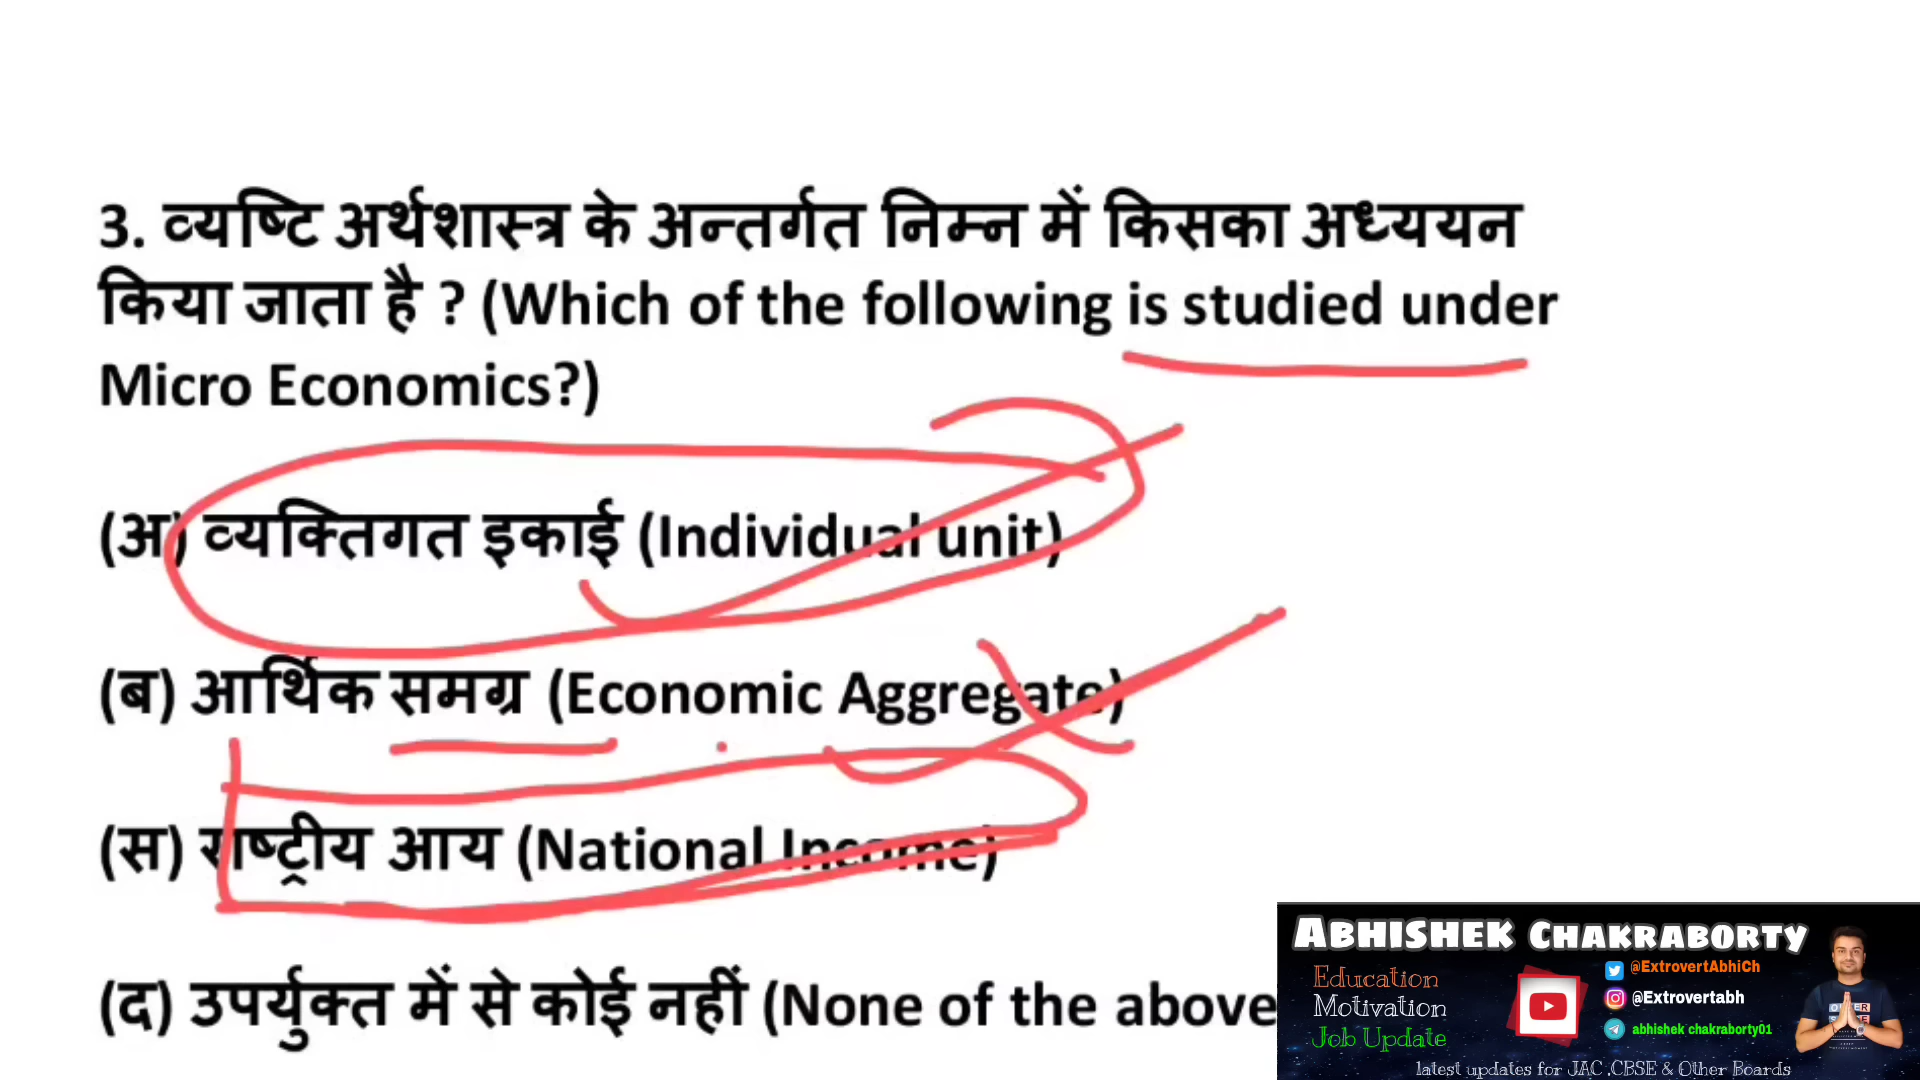 3. व्यष्टि अर्थशास्त्र के अन्तर्गत निम्न में किसका अध्ययन
किया जाता है ? (Which of the following is studied under
Micro Economics?)
(अ) व्यक्तिगत इकाई (Individual unit)
(ब) आर्थिक समग्र (Economic Aggregate)
(स) राष्ट्रीय आय (National Income)
(द) उपर्युक्त में से कोई नहीं (None of the above
ABHISHEK CHAKRABORTY
Education
Motivation
Job Update
@ExtrovertAbhiCh
@Extrovertabh
abhishek chakraborty01
latest updates for JAC ,CBSE & Other Boards